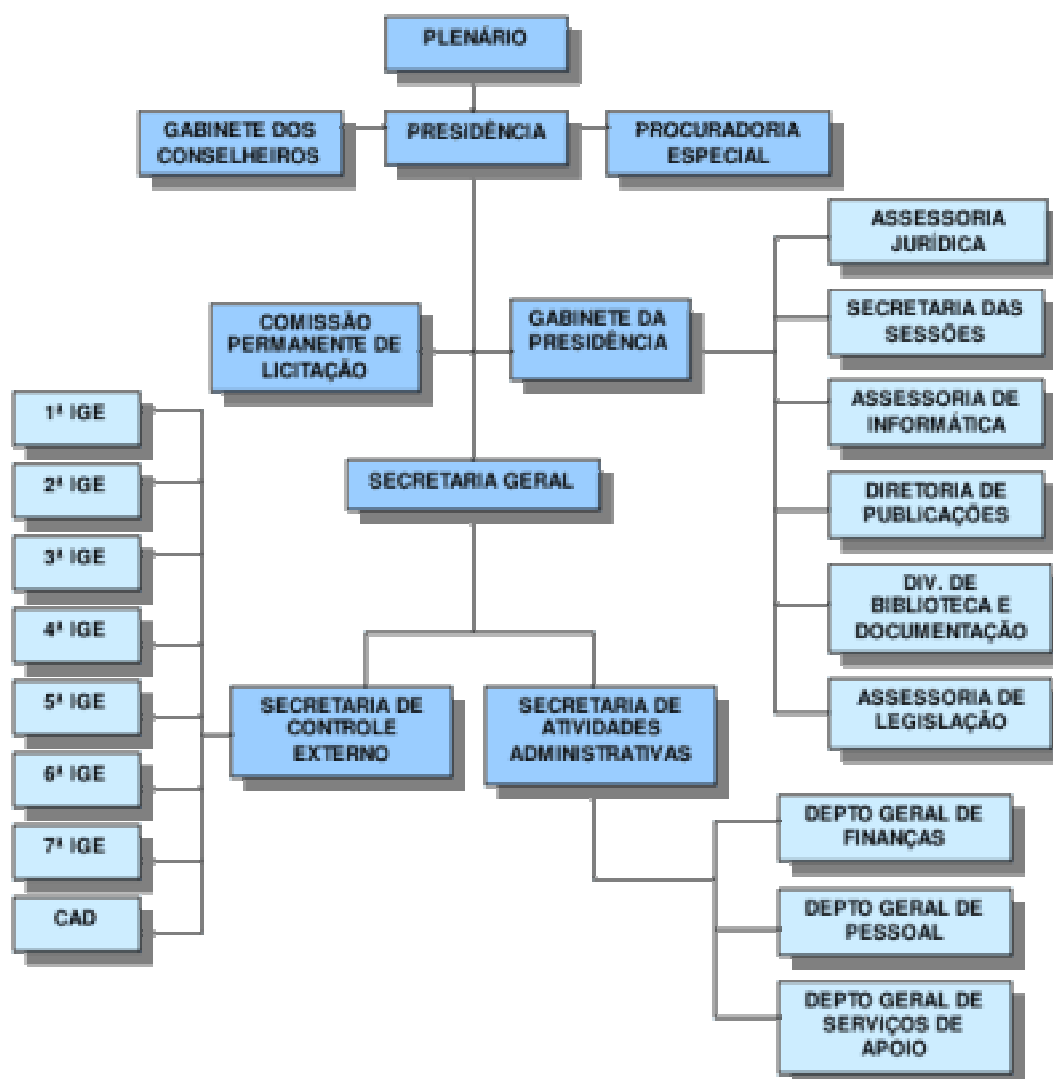 PLENÁRIO
GABINETE DOS
CONSELHEIROS
PRESIDÊNCIA
PROCURADORIA
ESPECIAL
ASSESSORIA
JURÍDICA
SECRETARIA DAS
SESSÕES
ASSESSORIA DE
INFORMÁTICA
DIRETORIA DE
PUBLICAÇÕES
DIV. DE
BIBLIOTECA E
DOCUMENTAÇÃO
ASSESSORIA DE
LEGISLAÇÃO
COMISSÃO
PERMANENTE DE
LICITAÇÃO
GABINETE DA
PRESIDÊNCIA
SECRETARIA GERAL
1ª IGE
2ª IGE
3ª IGE
4ª IGE
5ª IGE
6ª IGE
7ª IGE
CAD
SECRETARIA DE
CONTROLE
EXTERNO
SECRETARIA DE
ATIVIDADES
ADMINISTRATIVAS
DEPTO GERAL DE
FINANÇAS
DEPTO GERAL DE
PESSOAL
DEPTO GERAL DE
SERVIÇOS DE
APOIO